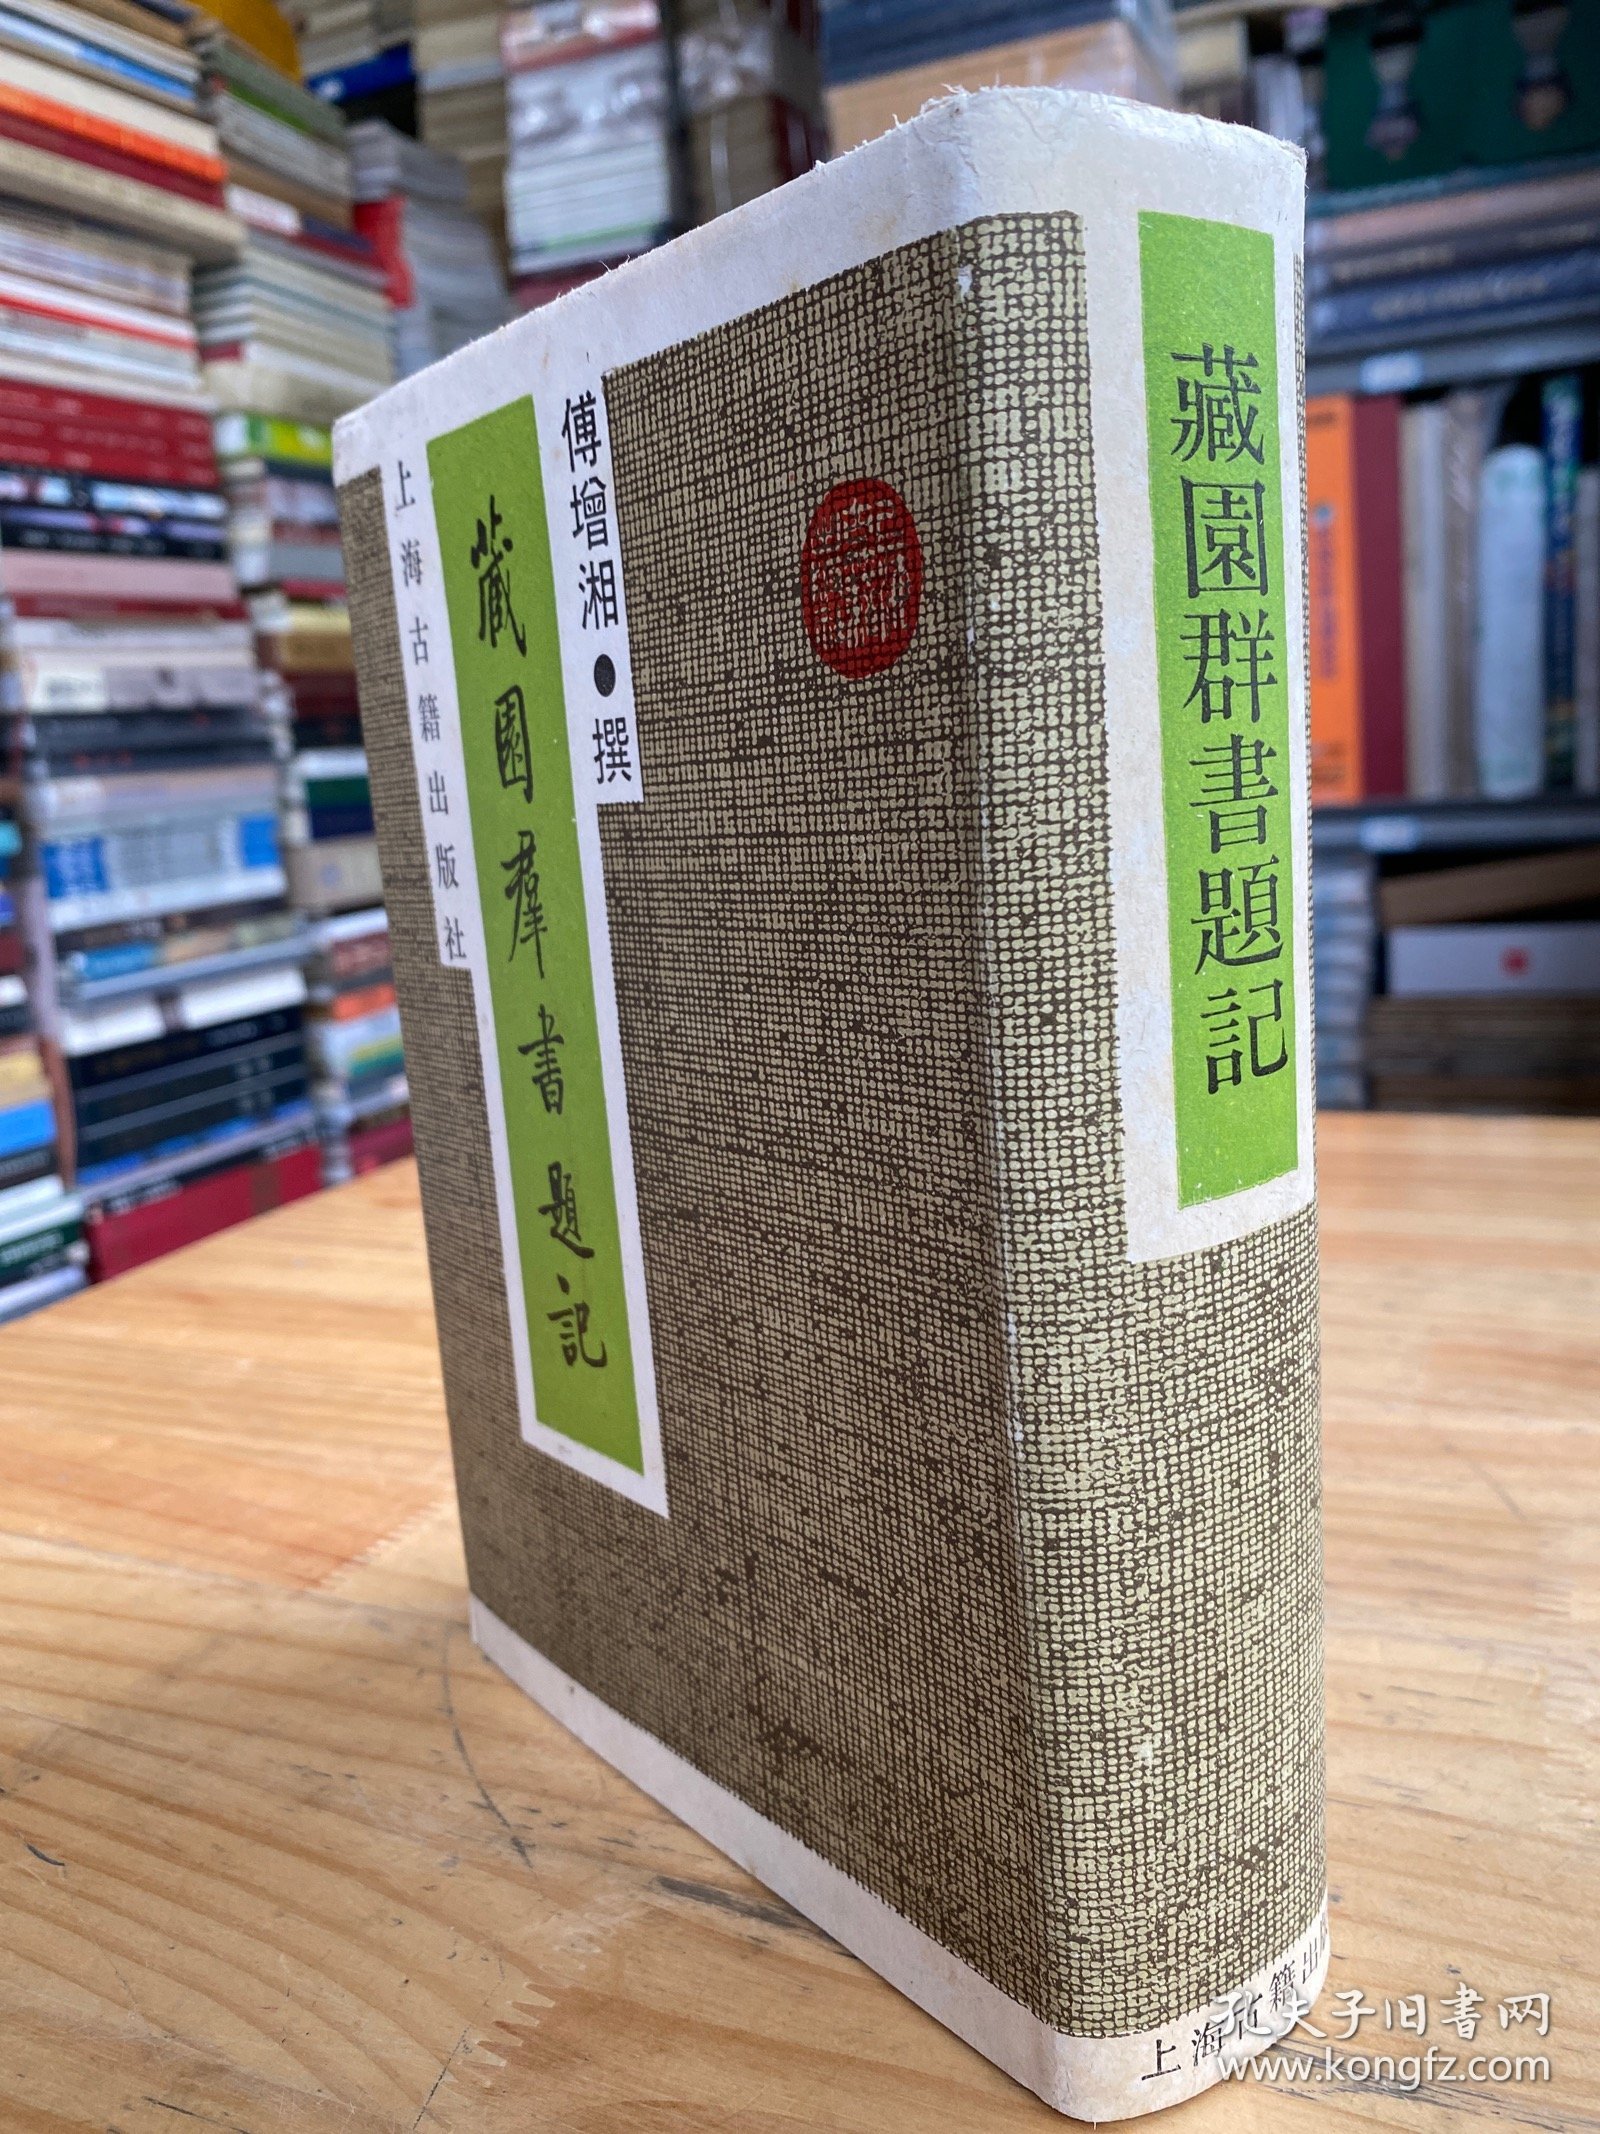 傅增湘●撰
藏園羣書題記
上海古籍出版社
藏園群書題記
上海古籍出
孔夫子旧书网
www.kongfz.com